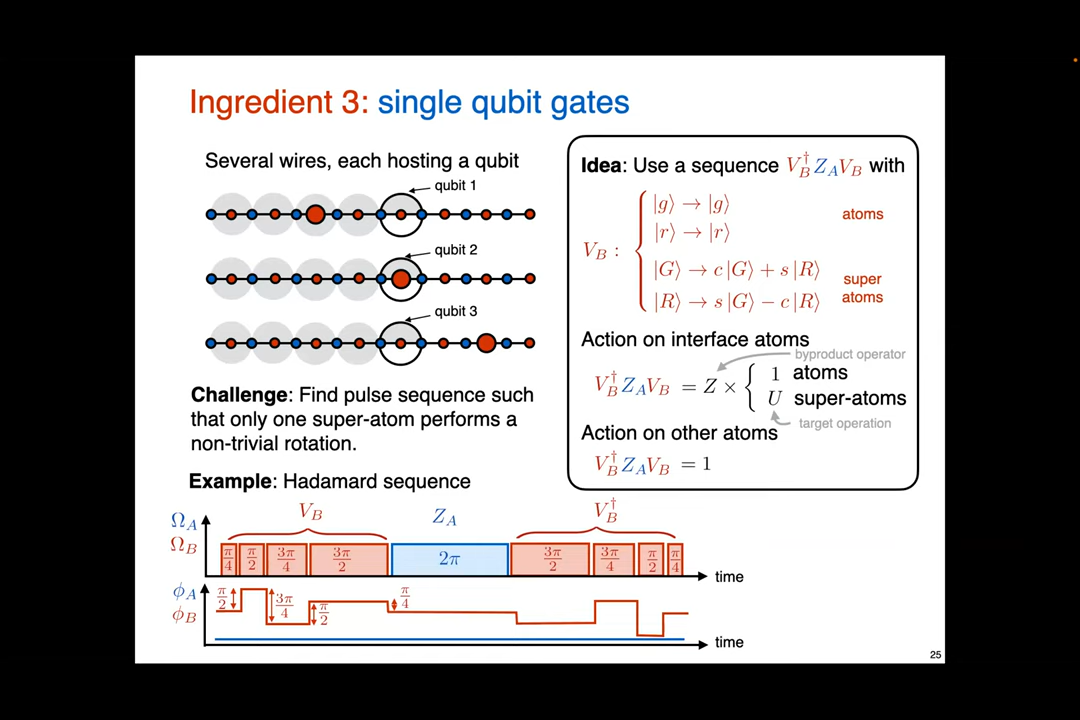 Ingredient 3: single qubit gates
Several wires, each hosting a qubit
qubit 1
qubit 2
qubit 3
Challenge: Find pulse sequence such
that only one super-atom performs a
non-trivial rotation.
Idea: Use a sequence V_B^† Z_A V_B with
V_B :
|g⟩ → |g⟩
|r⟩ → |r⟩
atoms
|G⟩ → c |G⟩ + s |R⟩
|R⟩ → s |G⟩ − c |R⟩
super
atoms
Action on interface atoms
byproduct operator
V_B^† Z_A V_B = Z × { 1 atoms
U super-atoms
target operation
Action on other atoms
V_B^† Z_A V_B = 1
Example: Hadamard sequence
V_B Z_A V_B^†
Ω_A
Ω_B
π/4 π/2 3π/4 3π/2 2π 3π/2 3π/4 π/2 π/4
time
ϕ_A
ϕ_B
π/2 3π/4 π/2 π/4
time
25